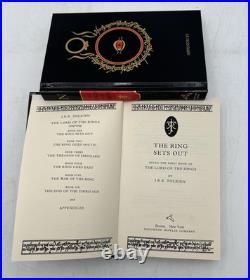 J.R.R. TOLKIEN
THE LORD OF THE RINGS
BOOK ONE
THE RING SETS OUT
BOOK TWO
THE RING GOES SOUTH
BOOK THREE
THE TREASON OF ISENGARD
BOOK FOUR
THE RING GOES EAST
BOOK FIVE
THE WAR OF THE RING
BOOK SIX
THE END OF THE THIRD AGE
AND
APPENDICES
THE RING
SETS OUT
BEING THE FIRST BOOK OF
THE LORD OF THE RINGS
BY
J.R.R. TOLKIEN
Boston New York
HOUGHTON MIFFLIN COMPANY